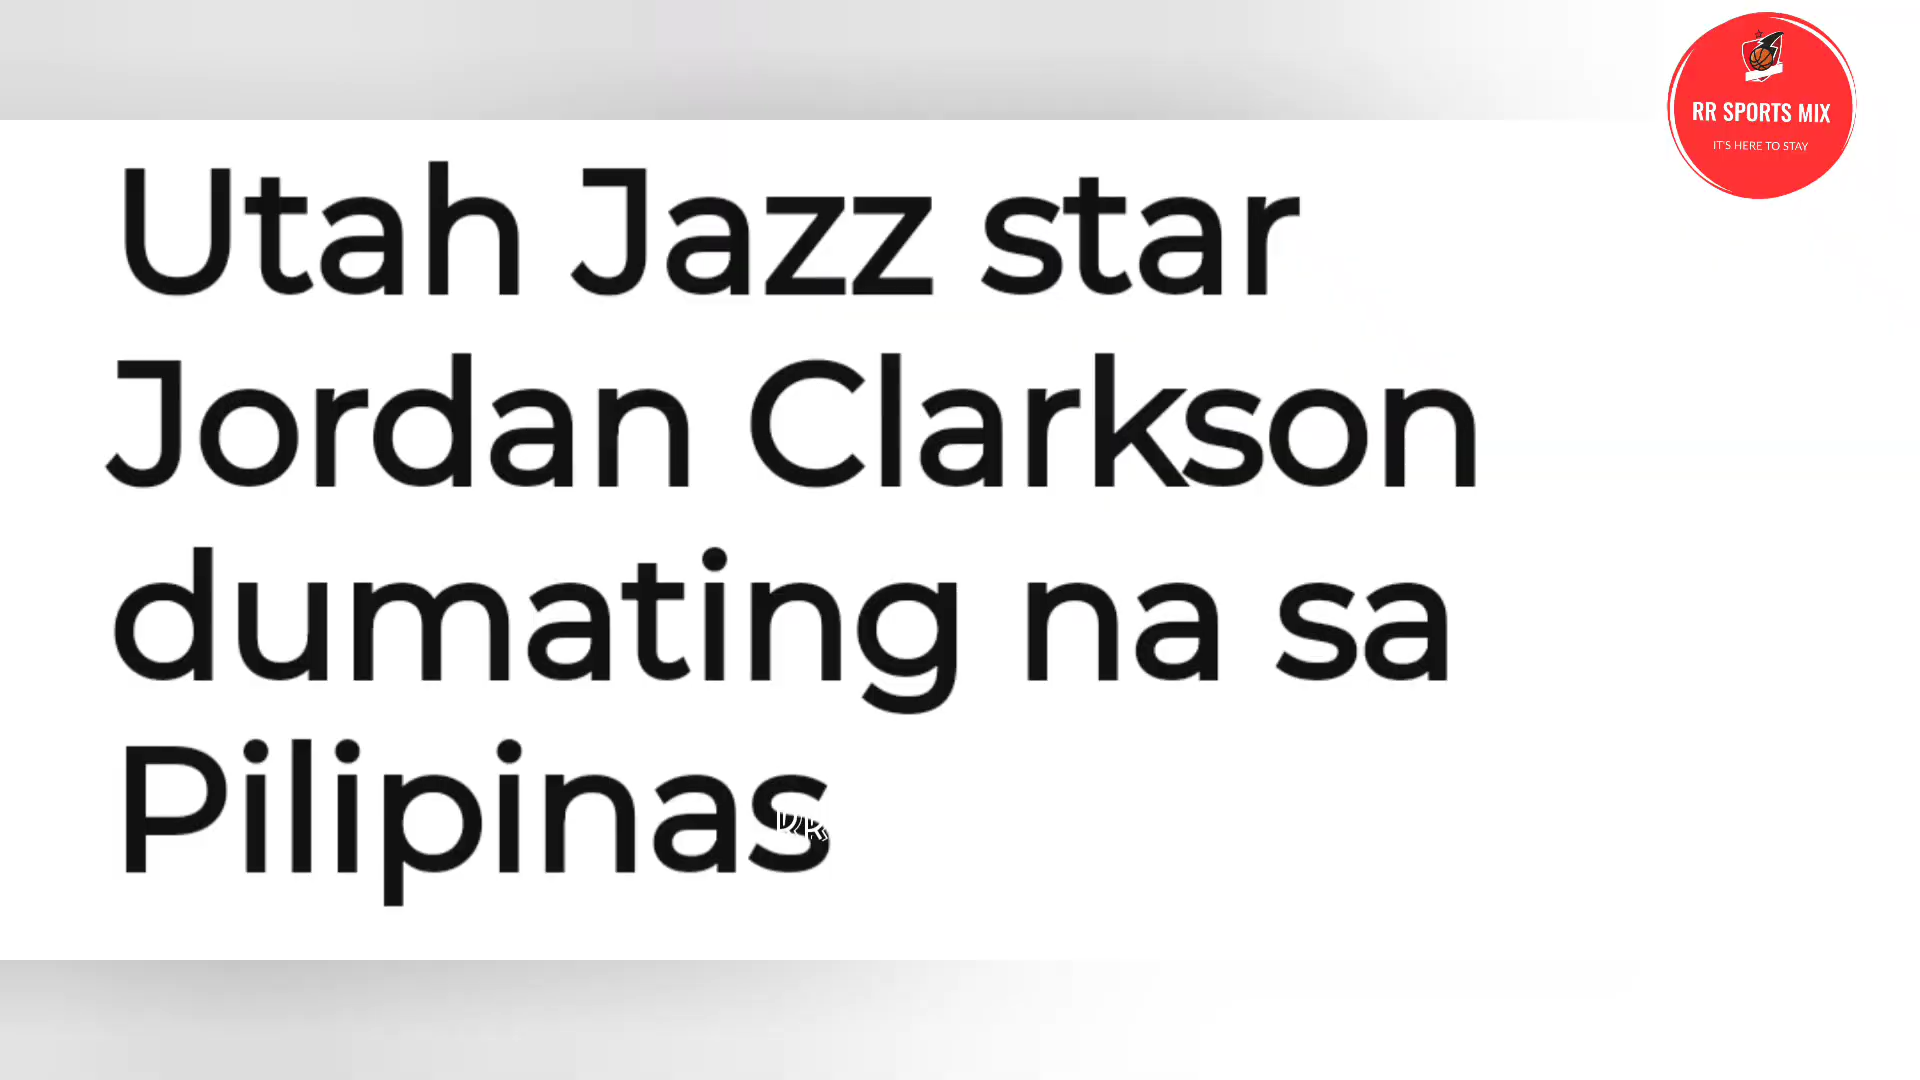 RR SPORTS MIX
IT'S HERE TO STAY
Utah Jazz star
Jordan Clarkson
dumating na sa
Pilipinas